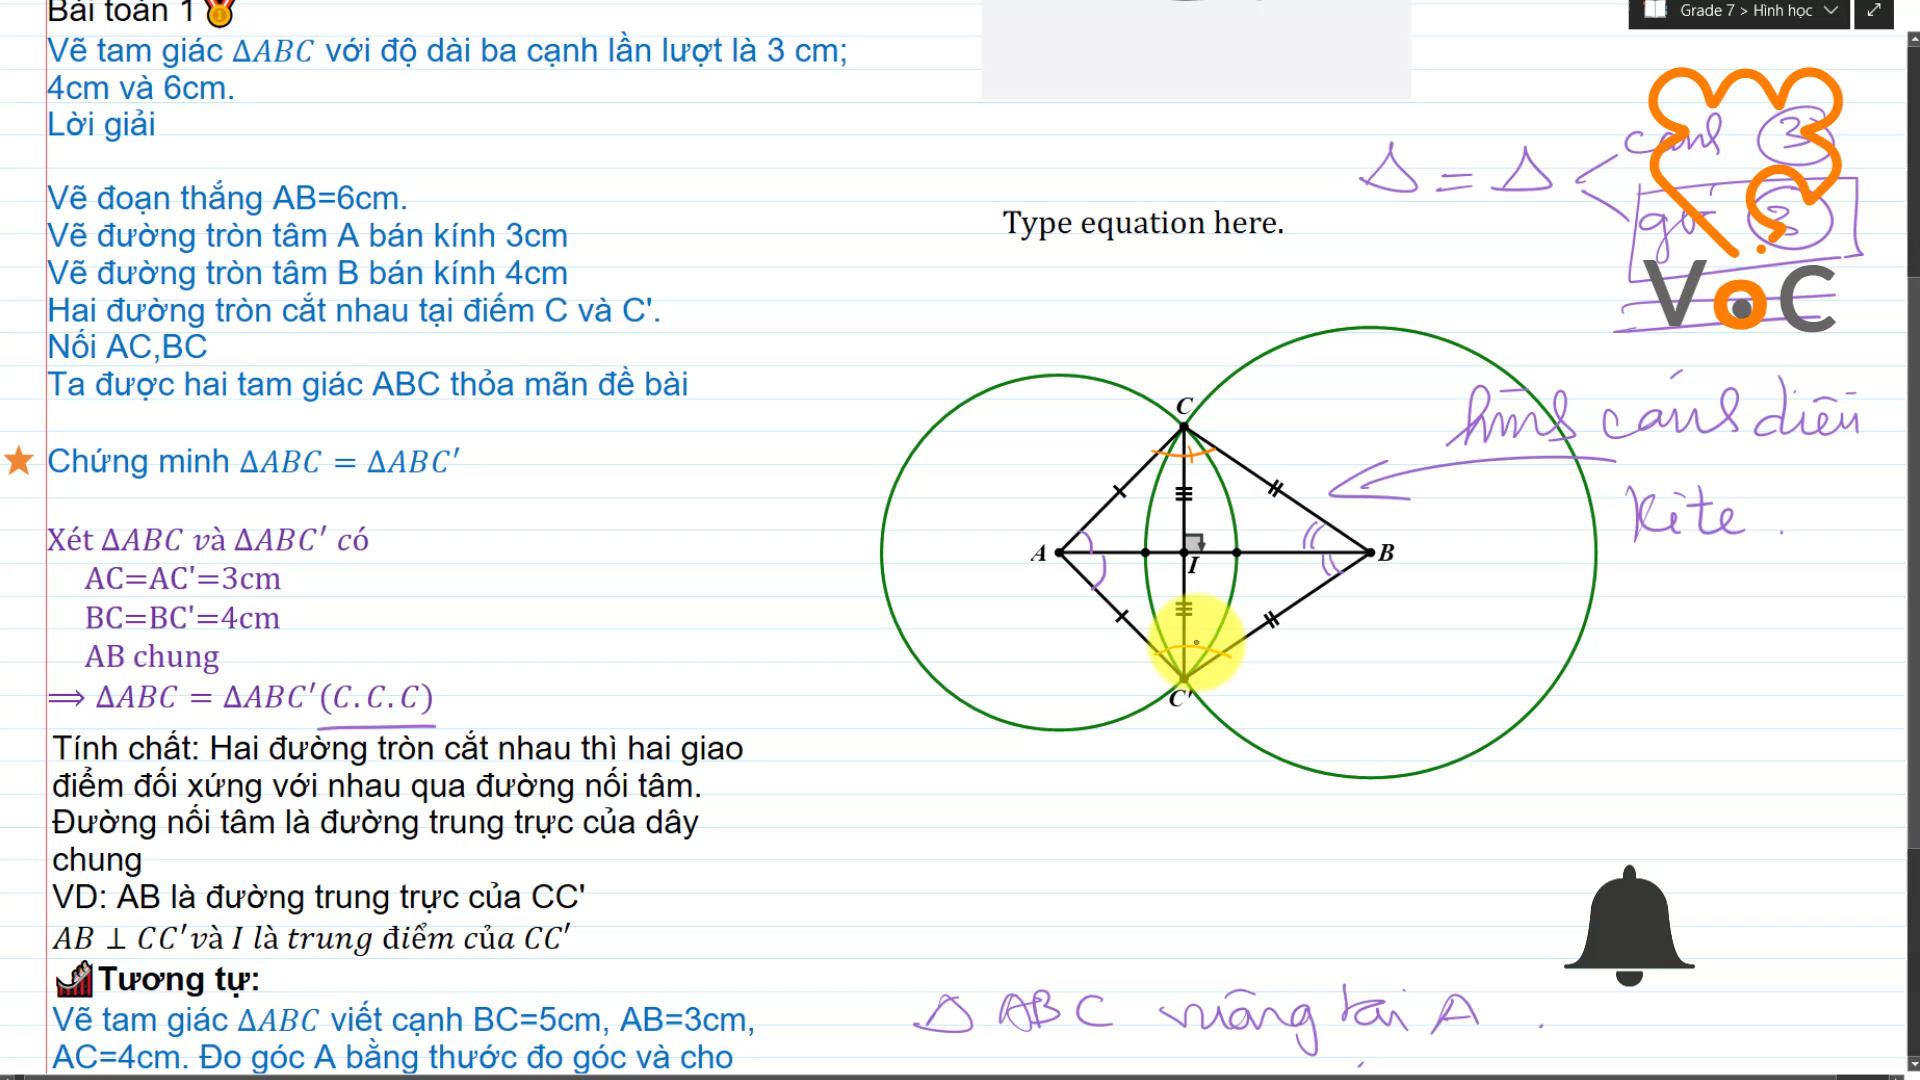 Bài toán 1
Vẽ tam giác ΔABC với độ dài ba cạnh lần lượt là 3 cm;
4cm và 6cm.
Lời giải
Vẽ đoạn thắng AB=6cm.
Vẽ đường tròn tâm A bán kính 3cm
Vẽ đường tròn tâm B bán kính 4cm
Hai đường tròn cắt nhau tại điếm C và C'.
Nối AC,BC
Ta được hai tam giác ABC thỏa mãn đề bài
Chứng minh ΔABC = ΔABC′
Xét ΔABC và ΔABC′ có
AC=AC'=3cm
BC=BC'=4cm
AB chung
⟹ ΔABC = ΔABC′(C.C.C)
Tính chất: Hai đường tròn cắt nhau thì hai giao
điểm đối xứng với nhau qua đường nối tâm.
Đường nối tâm là đường trung trực của dây
chung
VD: AB là đường trung trực của CC'
AB ⊥ CC′và I là trung điểm của CC′
Tương tự:
Vẽ tam giác ΔABC viết cạnh BC=5cm, AB=3cm,
AC=4cm. Đo góc A bằng thước đo góc và cho
Grade 7 > Hình học
Δ = Δ
cạnh 3
góc 3
VoC
Type equation here.
hình cánh diều
kite.
C
A
I
B
C'
Δ ABC vuông tại A.